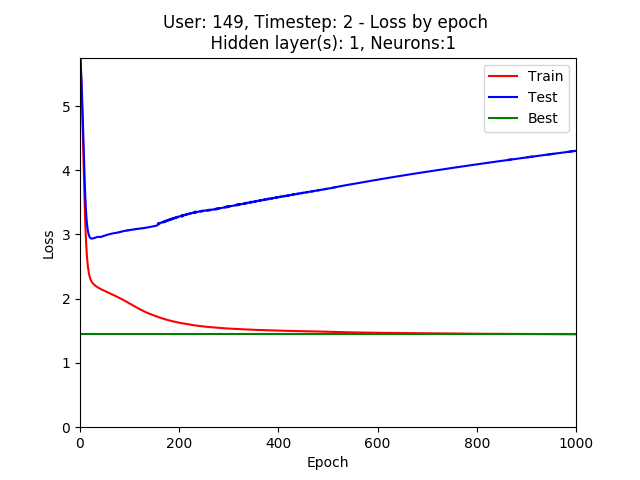 User: 149, Timestep: 2 - Loss by epoch
Hidden layer(s): 1, Neurons:1
Train
Test
Best
Loss
5
4
3
2
1
0
0 200 400 600 800 1000
Epoch